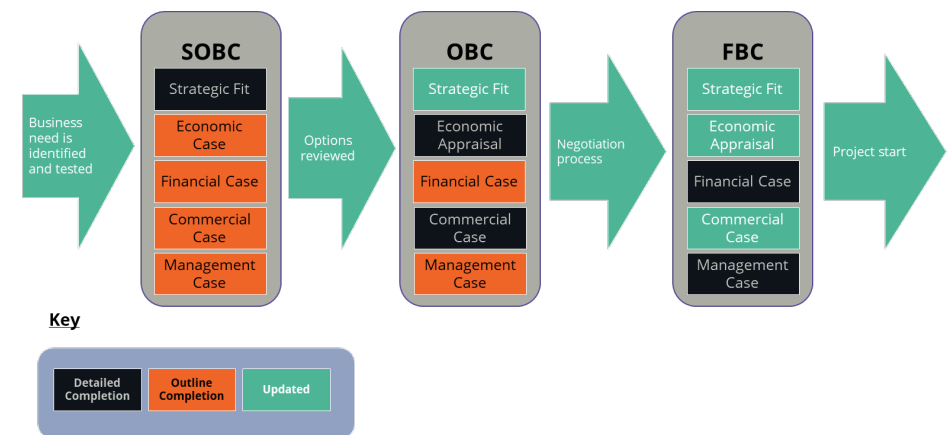 Business
need is
identified
and tested
SOBC
Strategic Fit
Economic
Case
Financial Case
Commercial
Case
Management
Case
Options
reviewed
OBC
Strategic Fit
Economic
Appraisal
Financial Case
Commercial
Case
Management
Case
Negotiation
process
FBC
Strategic Fit
Economic
Appraisal
Financial Case
Commercial
Case
Management
Case
Project start
Key
Detailed
Completion
Outline
Completion
Updated